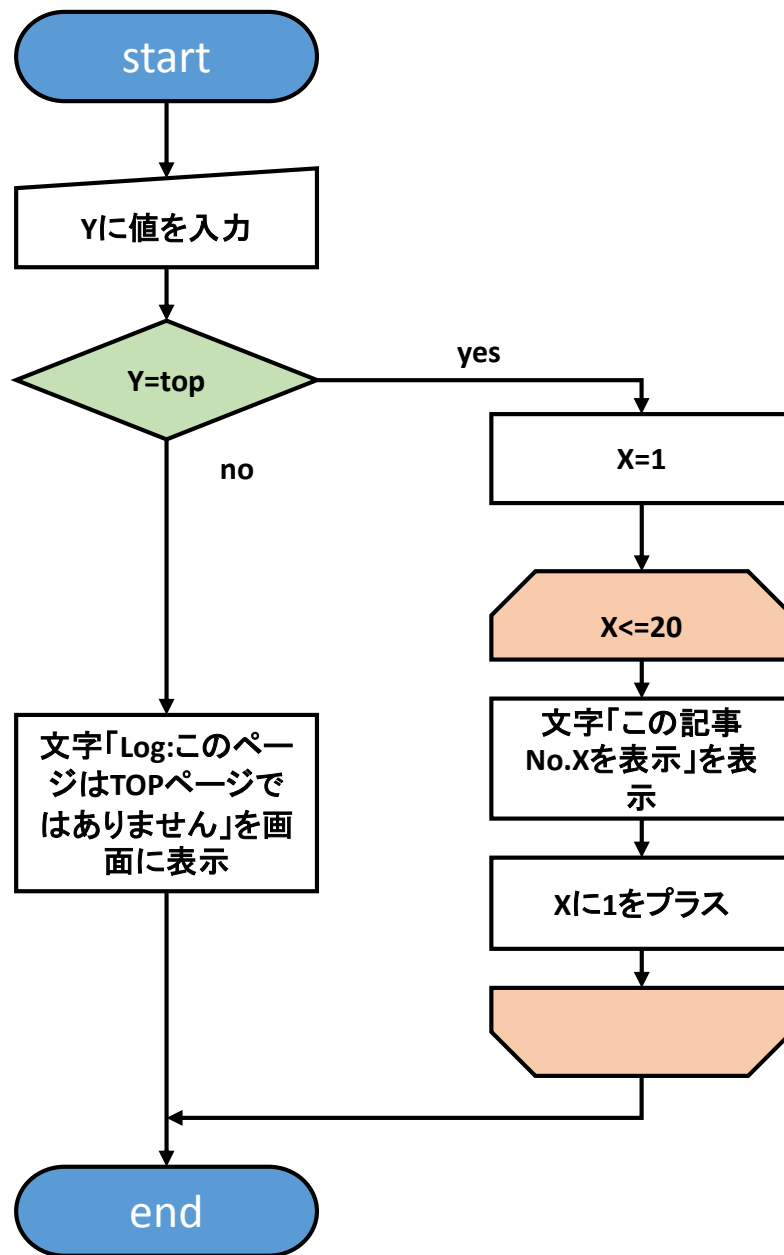 start
Yに値を入力
Y=top
yes
no
X=1
X<=20
文字「この記事
No.Xを表示」を表
示
文字「Log:このペー
ジはTOPページで
はありません」を画
面に表示
Xに1をプラス
end